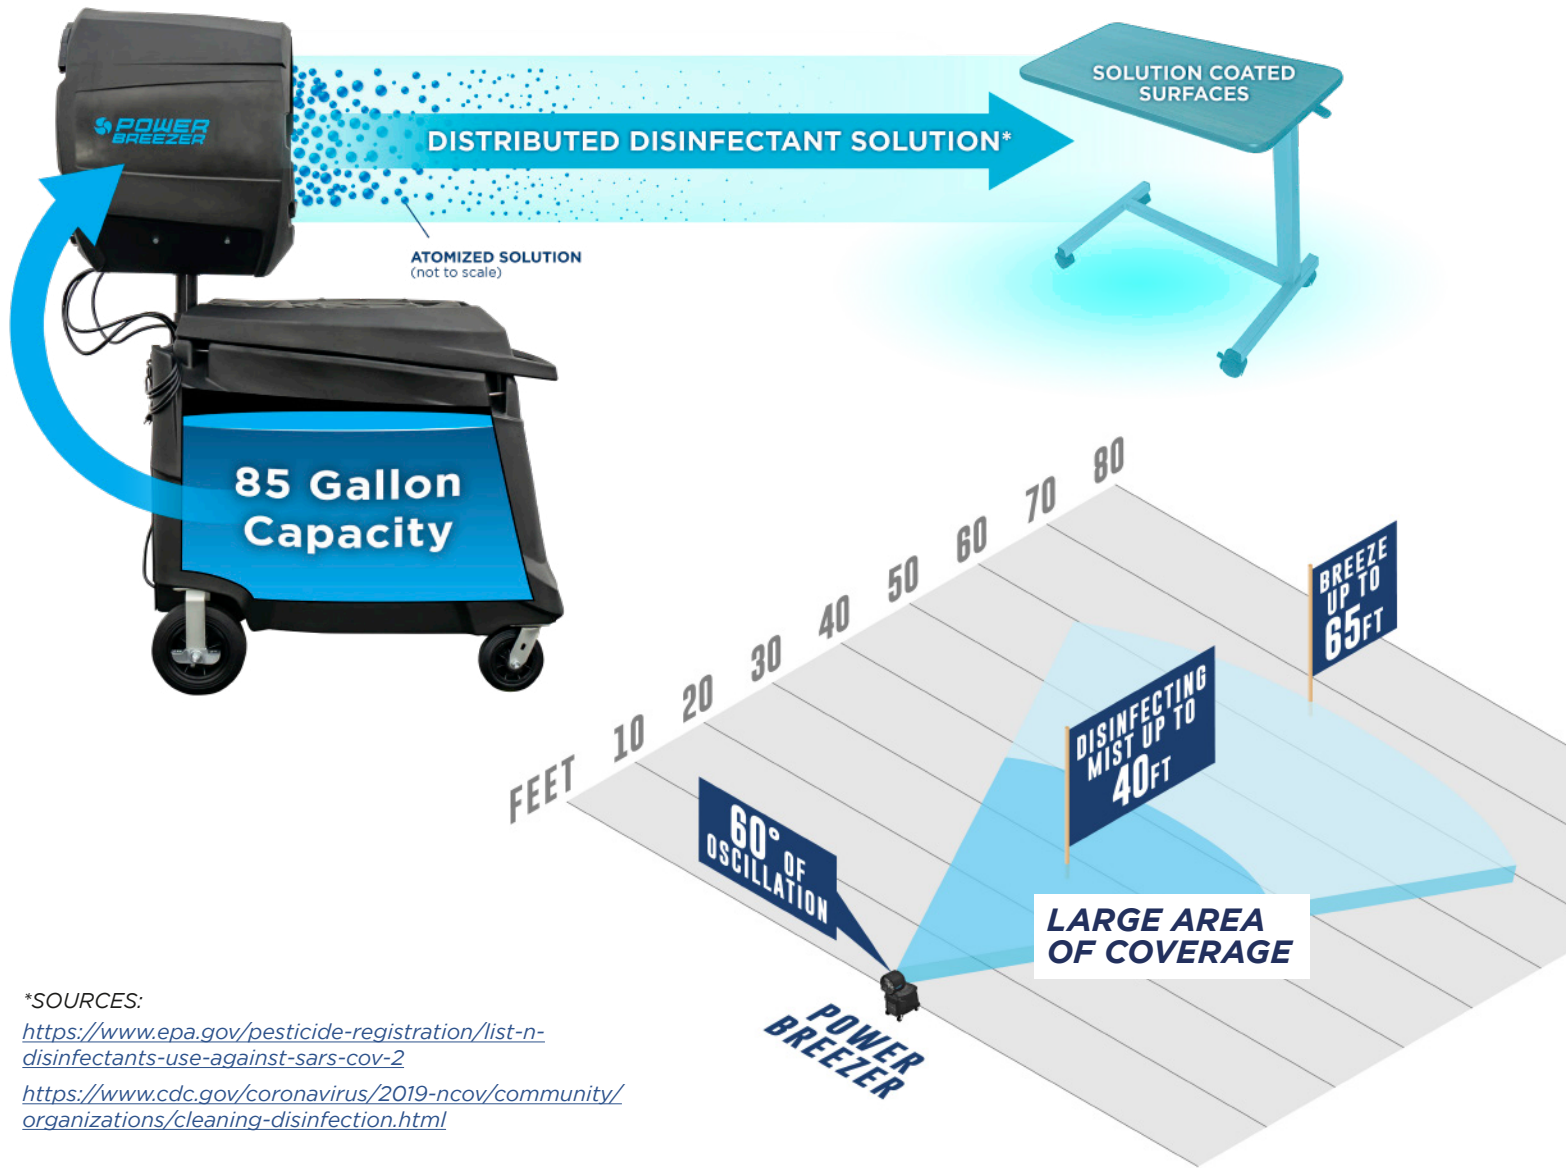 POWER
BREEZER
DISTRIBUTED DISINFECTANT SOLUTION*
SOLUTION COATED
SURFACES
ATOMIZED SOLUTION
(not to scale)
85 Gallon
Capacity
FEET
10
20
30
40
50
60
70
80
BREEZE
UP TO
65FT
DISINFECTING
MIST UP TO
40FT
60° OF
OSCILLATION
LARGE AREA
OF COVERAGE
POWER
BREEZER
*SOURCES:
https://www.epa.gov/pesticide-registration/list-n-
disinfectants-use-against-sars-cov-2
https://www.cdc.gov/coronavirus/2019-ncov/community/
organizations/cleaning-disinfection.html